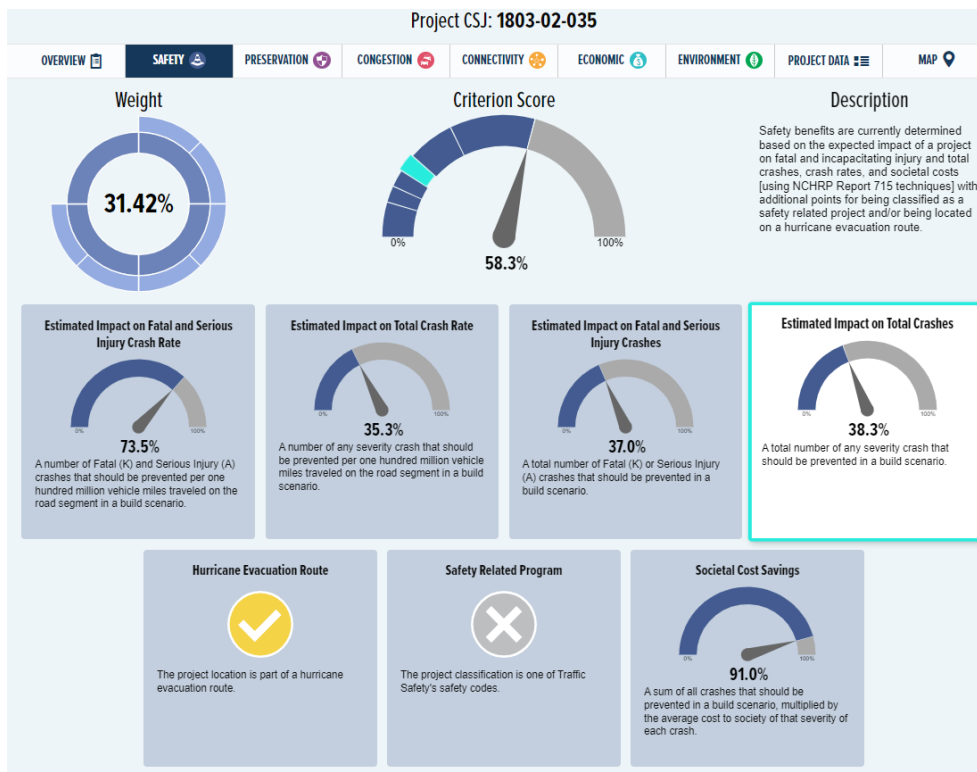 Project CSJ: 1803-02-035
OVERVIEW
SAFETY
PRESERVATION
CONGESTION
CONNECTIVITY
ECONOMIC
ENVIRONMENT
PROJECT DATA
MAP
Weight
31.42%
Criterion Score
0%
100%
58.3%
Description
Safety benefits are currently determined
based on the expected impact of a project
on fatal and incapacitating injury and total
crashes, crash rates, and societal costs
[using NCHRP Report 715 techniques] with
additional points for being classified as a
safety related project and/or being located
on a hurricane evacuation route.
Estimated Impact on Fatal and Serious
Injury Crash Rate
0%
100%
73.5%
A number of Fatal (K) and Serious Injury (A)
crashes that should be prevented per one
hundred million vehicle miles traveled on the
road segment in a build scenario.
Estimated Impact on Total Crash Rate
0%
100%
35.3%
A number of any severity crash that should
be prevented per one hundred million vehicle
miles traveled on the road segment in a build
scenario.
Estimated Impact on Fatal and Serious
Injury Crashes
0%
100%
37.0%
A total number of Fatal (K) or Serious Injury
(A) crashes that should be prevented in a
build scenario.
Estimated Impact on Total Crashes
0%
100%
38.3%
A total number of any severity crash that
should be prevented in a build scenario.
Hurricane Evacuation Route
The project location is part of a hurricane
evacuation route.
Safety Related Program
The project classification is one of Traffic
Safety's safety codes.
Societal Cost Savings
0%
100%
91.0%
A sum of all crashes that should be
prevented in a build scenario, multiplied by
the average cost to society of that severity of
each crash.